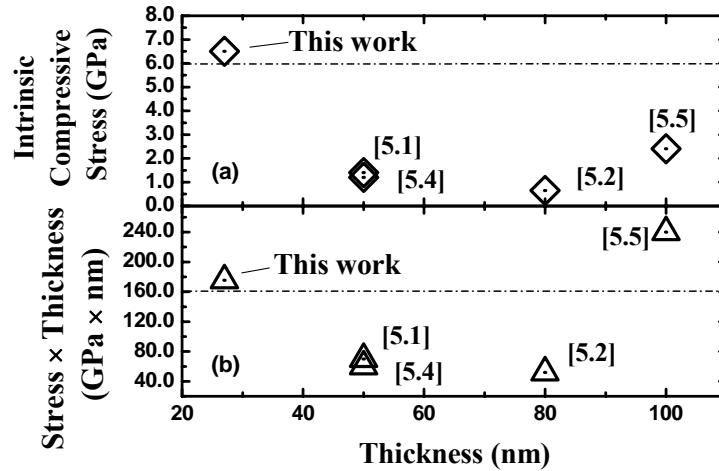 Intrinsic
Compressive
Stress (GPa)
8.0
7.0
6.0
5.0
4.0
3.0
2.0
1.0
0.0
This work
[5.1]
[5.4]
[5.2]
[5.5]
(a)
Stress × Thickness
(GPa × nm)
240.0
200.0
160.0
120.0
80.0
40.0
This work
[5.5]
[5.1]
[5.4]
[5.2]
(b)
20 40 60 80 100
Thickness (nm)